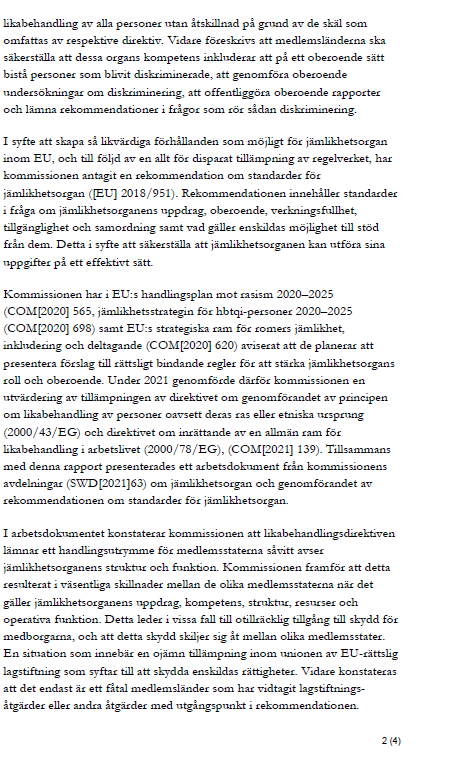 likabehandling av alla personer utan åtskillnad på grund av de skäl som
omfattas av respektive direktiv. Vidare föreskrivs att medlemsländerna ska
säkerställa att dessa organs kompetens inkluderar att på ett oberoende sätt
bistå personer som blivit diskriminerade, att genomföra oberoende
undersökningar om diskriminering, att offentliggöra oberoende rapporter
och lämna rekommendationer i frågor som rör sådan diskriminering.
I syfte att skapa så likvärdiga förhållanden som möjligt för jämlikhetsorgan
inom EU, och till följd av en allt för disparat tillämpning av regelverket, har
kommissionen antagit en rekommendation om standarder för
jämlikhetsorgan ([EU] 2018/951). Rekommendationen innehåller standarder
i fråga om jämlikhetsorganens uppdrag, oberoende, verkningsfullhet,
tillgänglighet och samordning samt vad gäller enskildas möjlighet till stöd
från dem. Detta i syfte att säkerställa att jämlikhetsorganen kan utföra sina
uppgifter på ett effektivt sätt.
Kommissionen har i EU:s handlingsplan mot rasism 2020–2025
(COM[2020] 565, jämlikhetsstrategin för hbtqi-personer 2020–2025
(COM[2020] 698) samt EU:s strategiska ram för romers jämlikhet,
inkludering och deltagande (COM[2020] 620) aviserat att de planerar att
presentera förslag till rättsligt bindande regler för att stärka jämlikhetsorgans
roll och oberoende. Under 2021 genomförde därför kommissionen en
utvärdering av tillämpningen av direktivet om genomförandet av principen
om likabehandling av personer oavsett deras ras eller etniska ursprung
(2000/43/EG) och direktivet om inrättande av en allmän ram för
likabehandling i arbetslivet (2000/78/EG), (COM[2021] 139). Tillsammans
med denna rapport presenterades ett arbetsdokument från kommissionens
avdelningar (SWD[2021]63) om jämlikhetsorgan och genomförandet av
rekommendationen om standarder för jämlikhetsorgan.
I arbetsdokumentet konstaterar kommissionen att likabehandlingsdirektiven
lämnar ett handlingsutrymme för medlemsstaterna såvitt avser
jämlikhetsorganens struktur och funktion. Kommissionen framför att detta
resulterat i väsentliga skillnader mellan de olika medlemsstaterna när det
gäller jämlikhetsorganens uppdrag, kompetens, struktur, resurser och
operativa funktion. Detta leder i vissa fall till otillräcklig tillgång till skydd för
medborgarna, och att detta skydd skiljer sig åt mellan olika medlemsstater.
En situation som innebär en ojämn tillämpning inom unionen av EU-rättslig
lagstiftning som syftar till att skydda enskildas rättigheter. Vidare konstateras
att det endast är ett fåtal medlemsländer som har vidtagit lagstiftnings-
åtgärder eller andra åtgärder med utgångspunkt i rekommendationen.
2 (4)